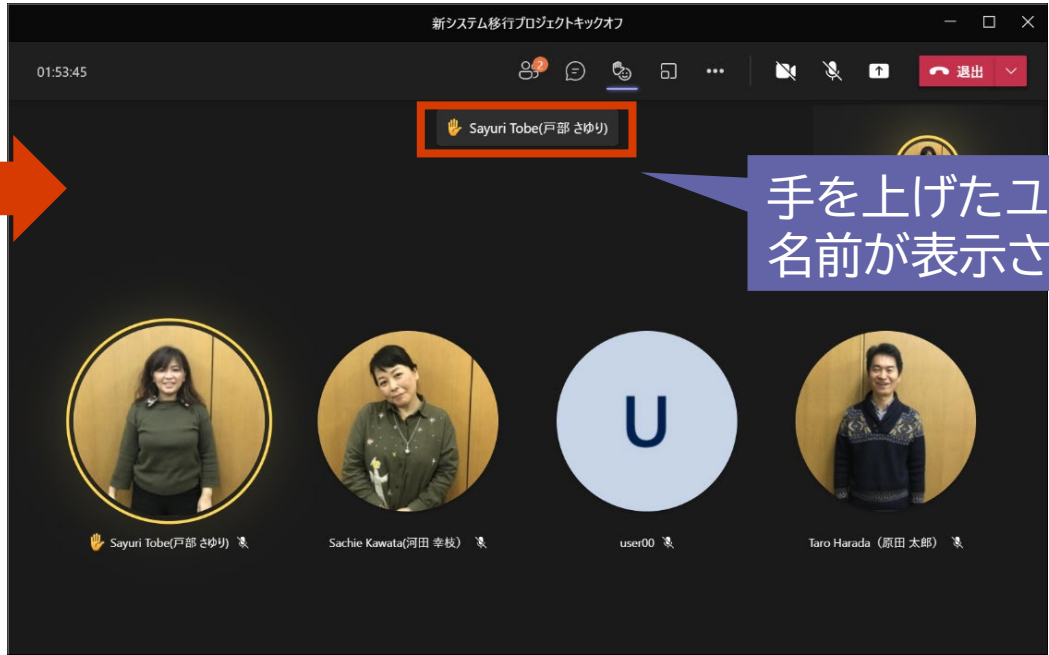 新システム移行プロジェクトキックオフ
01:53:45
2
退出
Sayuri Tobe(戸部 さゆり)
手を上げたユ
名前が表示さ
U
Sayuri Tobe(戸部 さゆり)
Sachie Kawata(河田 幸枝)
user00
Taro Harada（原田 太郎）